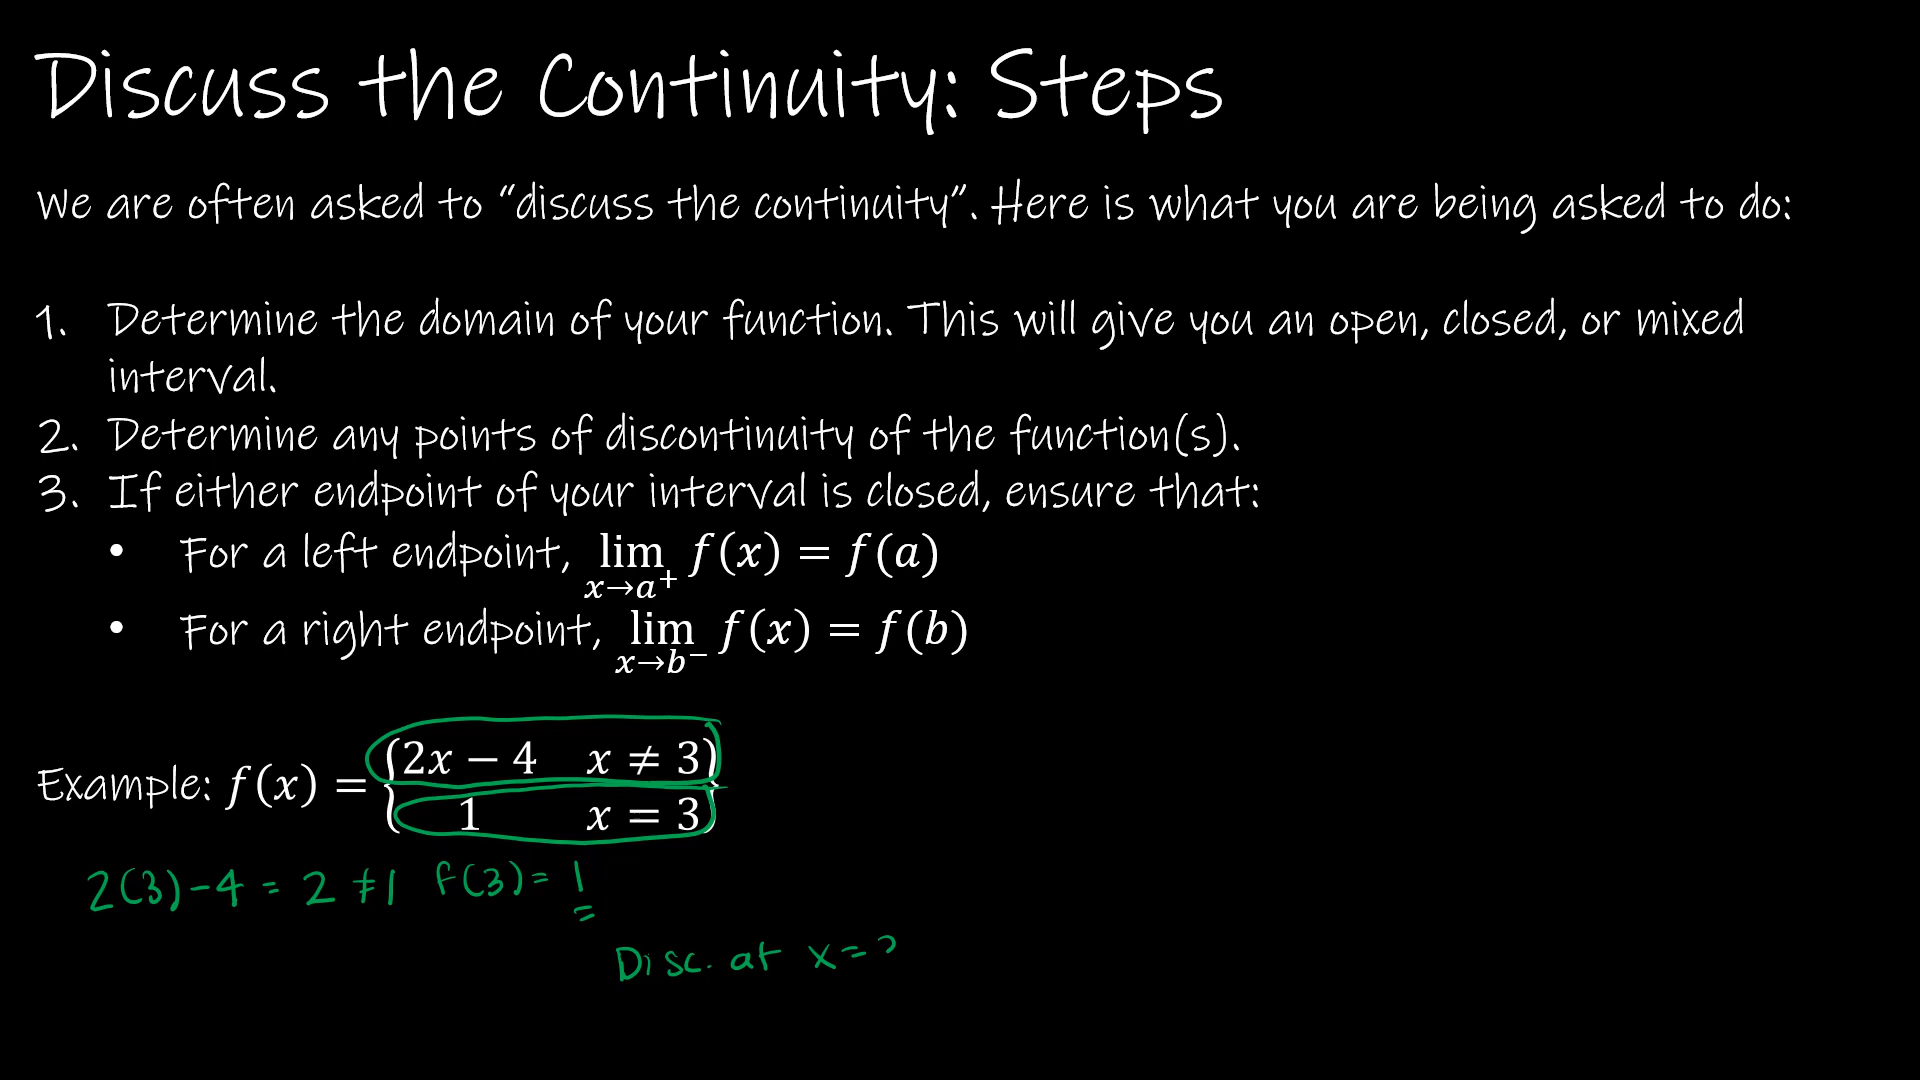 Discuss the Continuity: Steps
We are often asked to “discuss the continuity”. Here is what you are being asked to do:
1. Determine the domain of your function. This will give you an open, closed, or mixed
interval.
2. Determine any points of discontinuity of the function(s).
3. If either endpoint of your interval is closed, ensure that:
• For a left endpoint, lim x→a⁺ f(x) = f(a)
• For a right endpoint, lim x→b⁻ f(x) = f(b)
Example: f(x) = {2x − 4 x ≠ 3
1 x = 3}
2(3)-4 = 2 ≠ 1 f(3) = 1
Disc. at x =